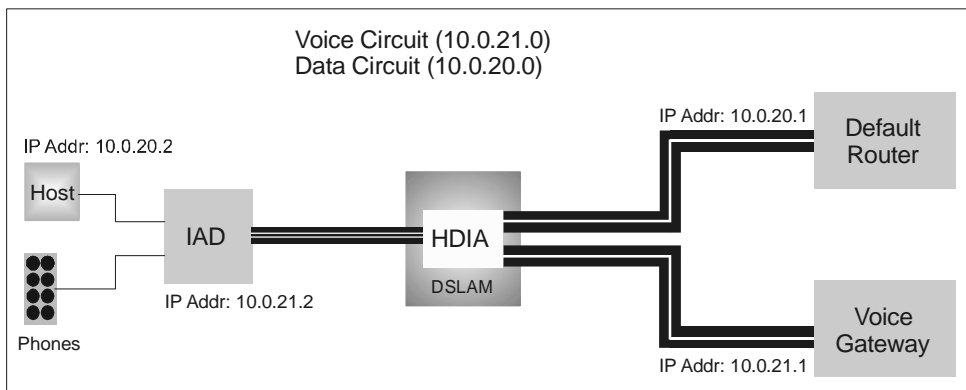 Voice Circuit (10.0.21.0)
Data Circuit (10.0.20.0)
IP Addr: 10.0.20.1
Default
Router
IP Addr: 10.0.20.2
Host
IAD
HDIA
DSLAM
IP Addr: 10.0.21.2
Phones
Voice
Gateway
IP Addr: 10.0.21.1